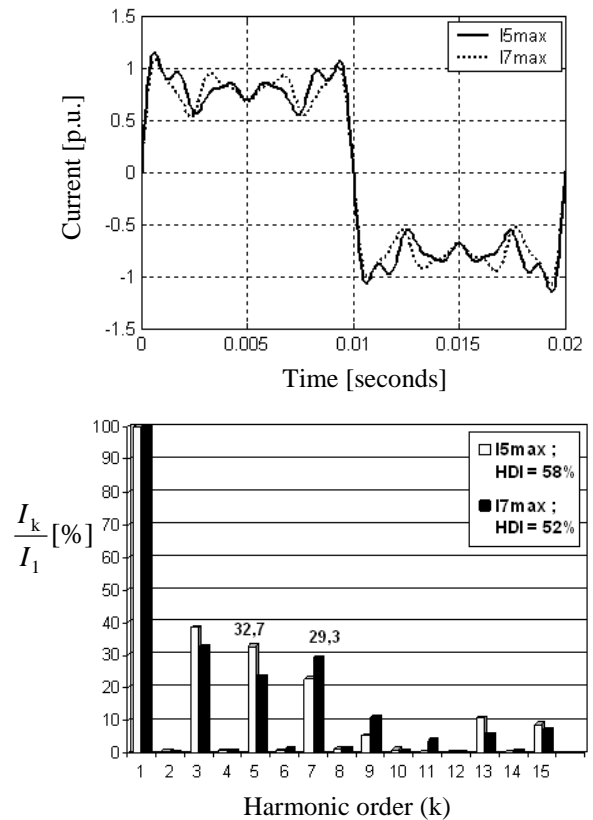 1.5
1
0.5
0
-0.5
-1
-1.5
Current [p.u.]
I5max
I7max
0 0.005 0.01 0.015 0.02
Time [seconds]
100
90
80
70
60
50
40
30
20
10
0
I_k / I_1 [%]
I5max ;
HDI = 58%
I7max ;
HDI = 52%
32,7
29,3
1 2 3 4 5 6 7 8 9 10 11 12 13 14 15
Harmonic order (k)